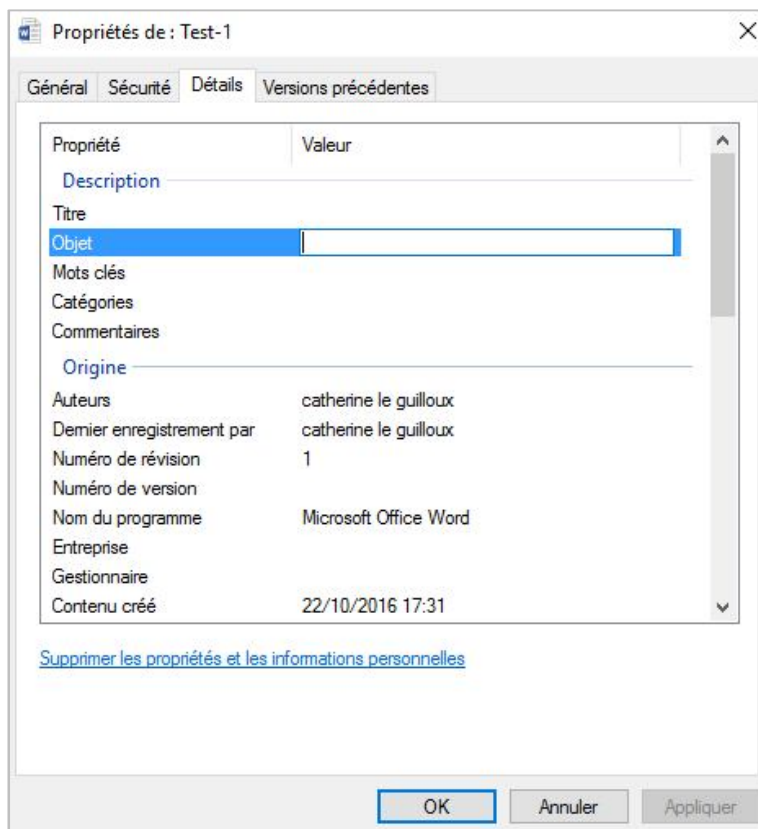 Propriétés de : Test-1
Général Sécurité Détails Versions précédentes
Propriété Valeur
Description
Titre
Objet
Mots clés
Catégories
Commentaires
Origine
Auteurs catherine le guilloux
Dernier enregistrement par catherine le guilloux
Numéro de révision 1
Numéro de version
Nom du programme Microsoft Office Word
Entreprise
Gestionnaire
Contenu créé 22/10/2016 17:31
Supprimer les propriétés et les informations personnelles
OK Annuler Appliquer